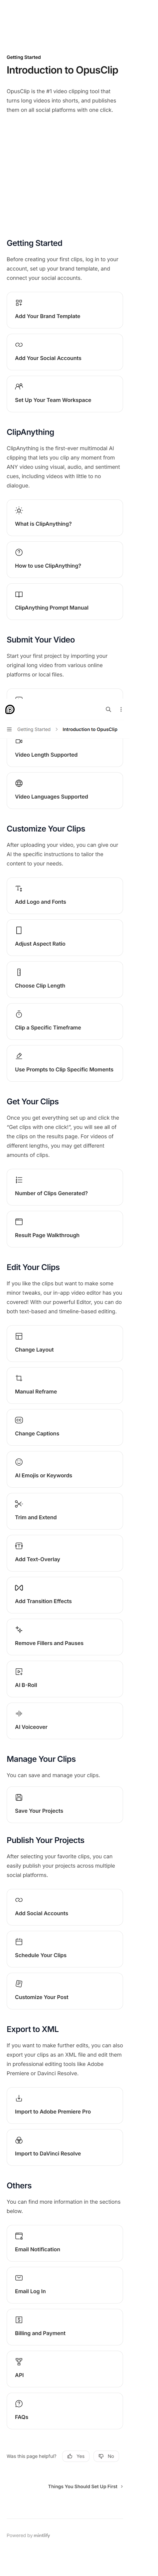 Getting Started
Introduction to OpusClip
OpusClip is the #1 video clipping tool that
turns long videos into shorts, and publishes
them on all social platforms with one click.
Getting Started
Before creating your first clips, log in to your
account, set up your brand template, and
connect your social accounts.
Add Your Brand Template
Add Your Social Accounts
Set Up Your Team Workspace
ClipAnything
ClipAnything is the first-ever multimodal AI
clipping that lets you clip any moment from
ANY video using visual, audio, and sentiment
cues, including videos with little to no
dialogue.
What is ClipAnything?
How to use ClipAnything?
ClipAnything Prompt Manual
Submit Your Video
Start your first project by importing your
original long video from various online
platforms or local files.
Getting Started > Introduction to OpusClip
Video Length Supported
Video Languages Supported
Customize Your Clips
After uploading your video, you can give our
AI the specific instructions to tailor the
content to your needs.
Add Logo and Fonts
Adjust Aspect Ratio
Choose Clip Length
Clip a Specific Timeframe
Use Prompts to Clip Specific Moments
Get Your Clips
Once you get everything set up and click the
"Get clips with one click!", you will see all of
the clips on the results page. For videos of
different lengths, you may get different
amounts of clips.
Number of Clips Generated?
Result Page Walkthrough
Edit Your Clips
If you like the clips but want to make some
minor tweaks, our in-app video editor has you
covered! With our powerful Editor, you can do
both text-based and timeline-based editing.
Change Layout
Manual Reframe
Change Captions
AI Emojis or Keywords
Trim and Extend
Add Text-Overlay
Add Transition Effects
Remove Fillers and Pauses
AI B-Roll
AI Voiceover
Manage Your Clips
You can save and manage your clips.
Save Your Projects
Publish Your Projects
After selecting your favorite clips, you can
easily publish your projects across multiple
social platforms.
Add Social Accounts
Schedule Your Clips
Customize Your Post
Export to XML
If you want to make further edits, you can also
export your clips as an XML file and edit them
in professional editing tools like Adobe
Premiere or Davinci Resolve.
Import to Adobe Premiere Pro
Import to DaVinci Resolve
Others
You can find more information in the sections
below.
Email Notification
Email Log In
Billing and Payment
API
FAQs
Was this page helpful? Yes No
Things You Should Set Up First >
Powered by mintlify